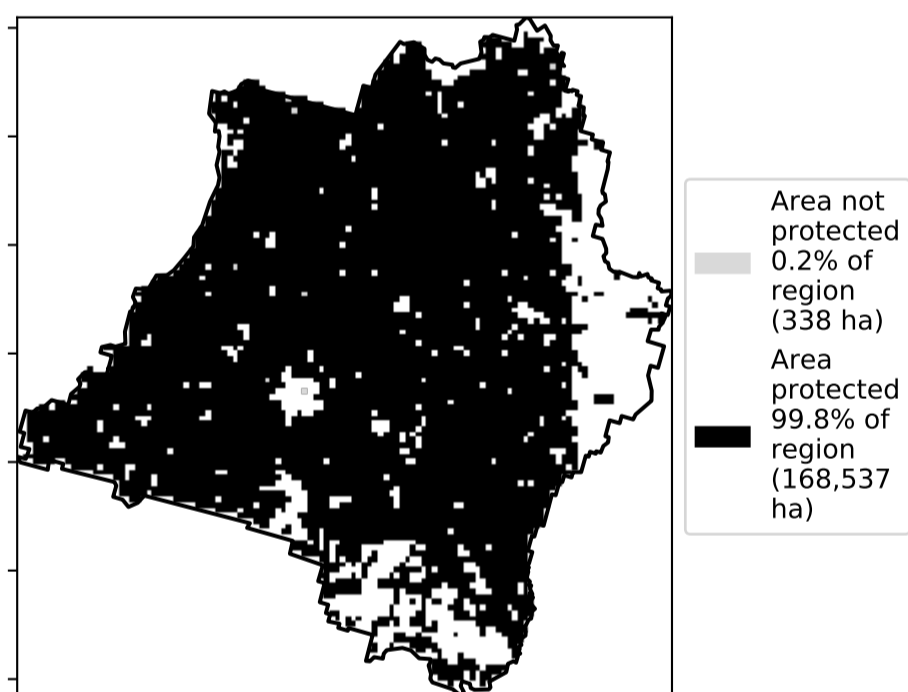 Area not
protected
0.2% of
region
(338 ha)
Area
protected
99.8% of
region
(168,537
ha)